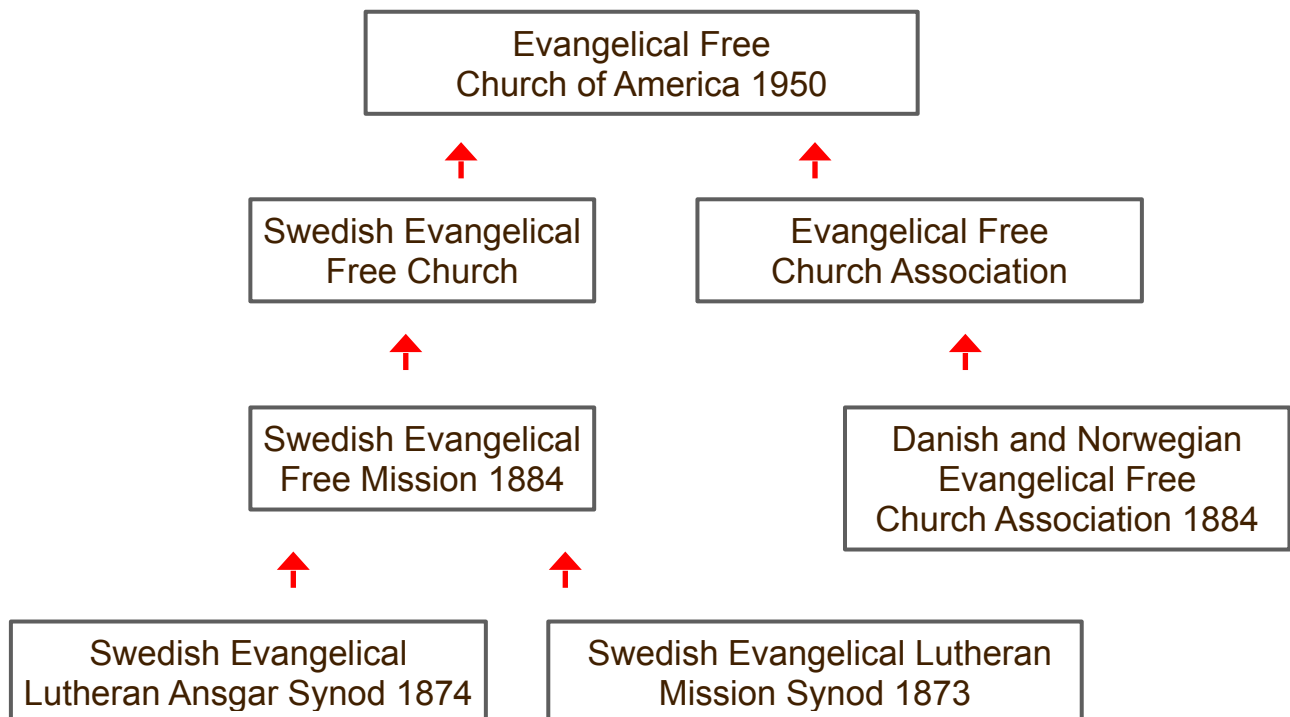 Evangelical Free
Church of America 1950
Swedish Evangelical
Free Church
Evangelical Free
Church Association
Swedish Evangelical
Free Mission 1884
Danish and Norwegian
Evangelical Free
Church Association 1884
Swedish Evangelical
Lutheran Ansgar Synod 1874
Swedish Evangelical Lutheran
Mission Synod 1873